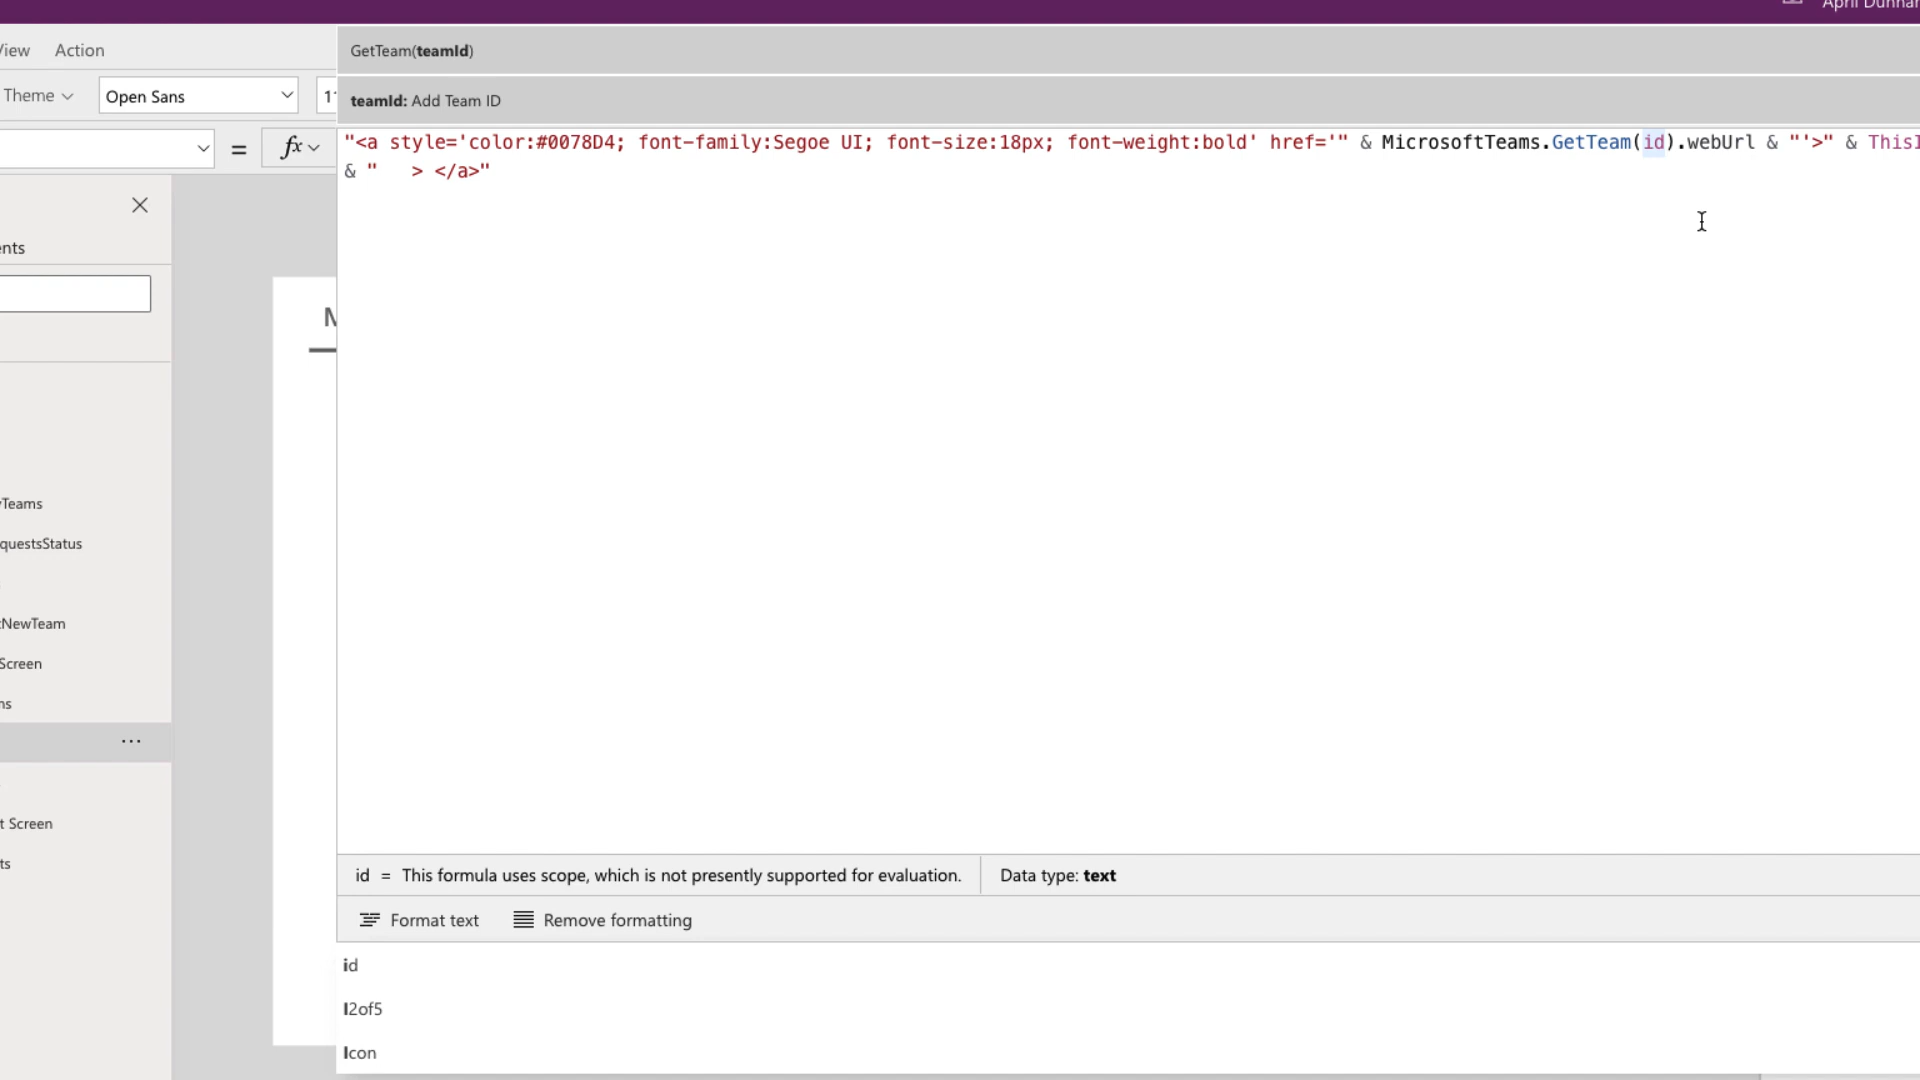 April Dunham
View
Action
GetTeam(teamId)
Theme
Open Sans
11
teamId: Add Team ID
= fx
"<a style='color:#0078D4; font-family:Segoe UI; font-size:18px; font-weight:bold' href='" & MicrosoftTeams.GetTeam(id).webUrl & "'>" & ThisI
& "   > </a>"
ents
M
Teams
questsStatus
NewTeam
Screen
ms
...
t Screen
ts
id = This formula uses scope, which is not presently supported for evaluation.
Data type: text
Format text
Remove formatting
id
I2of5
Icon